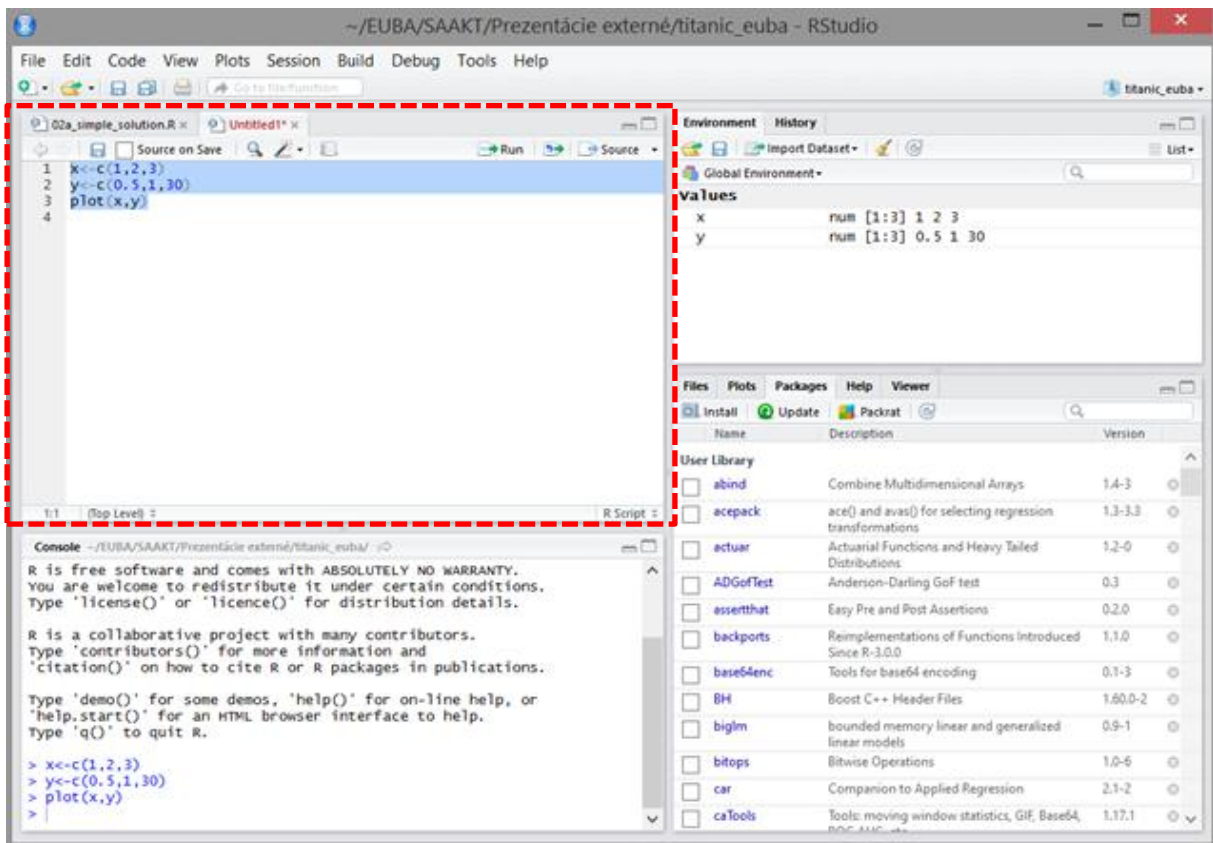 ~/EUBA/SAAKT/Prezentácie externé/titanic_euba - RStudio
File Edit Code View Plots Session Build Debug Tools Help
Go to file/function
titanic_euba
02a_simple_solution.R
Untitled1*
Source on Save
Run
Source
1 x<-c(1,2,3)
2 y<-c(0.5,1,30)
3 plot(x,y)
4
1:1 (Top Level) R Script
Console ~/EUBA/SAAKT/Prezentácie externé/titanic_euba/
R is free software and comes with ABSOLUTELY NO WARRANTY.
You are welcome to redistribute it under certain conditions.
Type 'license()' or 'licence()' for distribution details.
R is a collaborative project with many contributors.
Type 'contributors()' for more information and
'citation()' on how to cite R or R packages in publications.
Type 'demo()' for some demos, 'help()' for on-line help, or
'help.start()' for an HTML browser interface to help.
Type 'q()' to quit R.
> x<-c(1,2,3)
> y<-c(0.5,1,30)
> plot(x,y)
>
Environment History
Import Dataset
List
Global Environment
Values
x num [1:3] 1 2 3
y num [1:3] 0.5 1 30
Files Plots Packages Help Viewer
Install Update Packrat
Name Description Version
User Library
abind Combine Multidimensional Arrays 1.4-3
acepack ace() and avas() for selecting regression 1.3-3.3
transformations
actuar Actuarial Functions and Heavy Tailed 1.2-0
Distributions
ADGofTest Anderson-Darling GoF test 0.3
assertthat Easy Pre and Post Assertions 0.2.0
backports Reimplementations of Functions Introduced 1.1.0
Since R-3.0.0
base64enc Tools for base64 encoding 0.1-3
BH Boost C++ Header Files 1.60.0-2
biglm bounded memory linear and generalized 0.9-1
linear models
bitops Bitwise Operations 1.0-6
car Companion to Applied Regression 2.1-2
caTools Tools: moving window statistics, GIF, Base64, 1.17.1